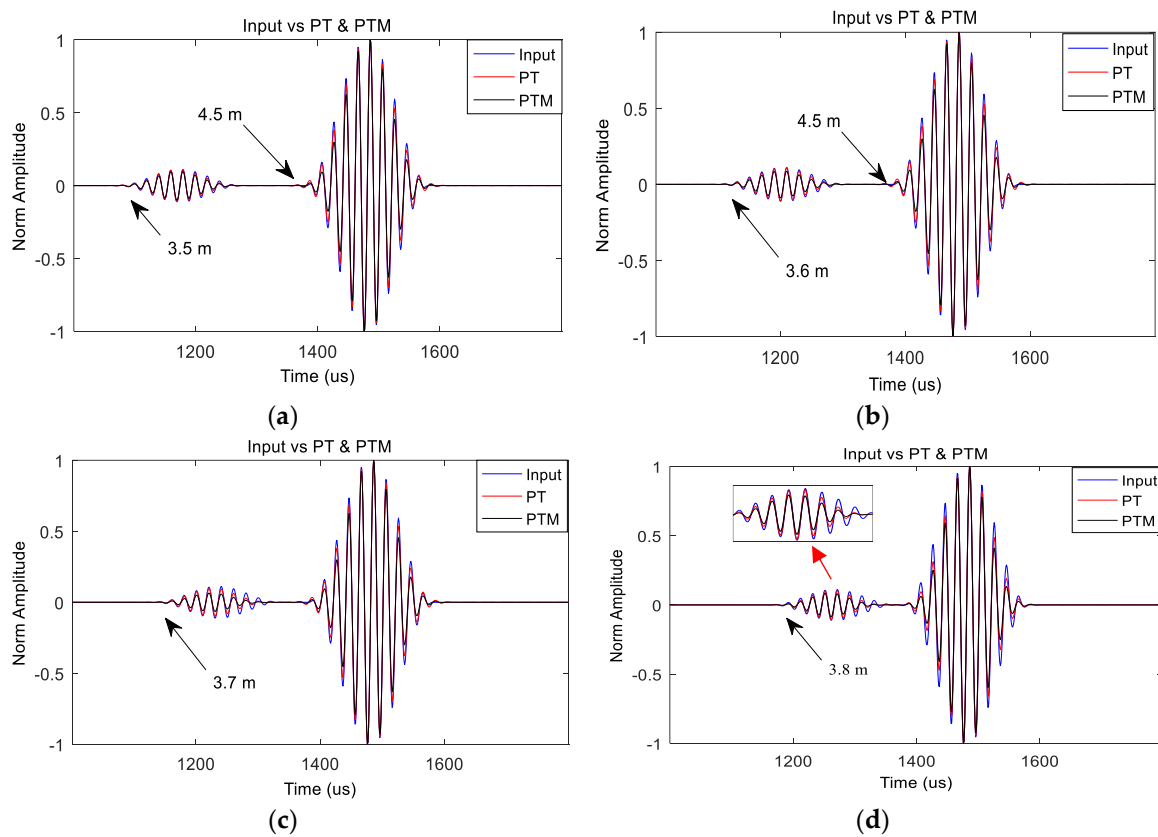 Input vs PT & PTM
1
0.5
0
-0.5
-1
Norm Amplitude
4.5 m
3.5 m
Input
PT
PTM
1200
1400
1600
Time (us)
(a)
Input vs PT & PTM
1
0.5
0
-0.5
-1
Norm Amplitude
4.5 m
3.6 m
Input
PT
PTM
1200
1400
1600
Time (us)
(b)
Input vs PT & PTM
1
0.5
0
-0.5
-1
Norm Amplitude
3.7 m
Input
PT
PTM
1200
1400
1600
Time (us)
(c)
Input vs PT & PTM
1
0.5
0
-0.5
-1
Norm Amplitude
3.8 m
Input
PT
PTM
1200
1400
1600
Time (us)
(d)